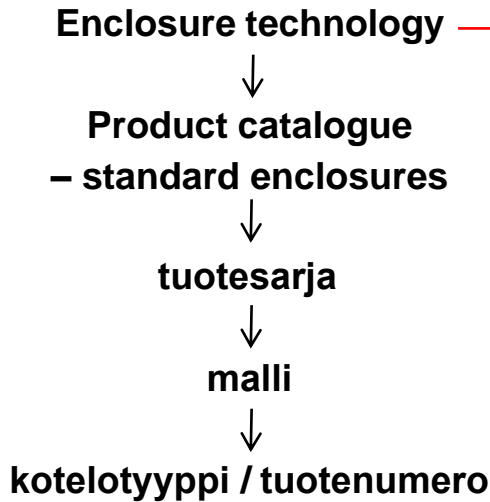 Enclosure technology
Product catalogue
– standard enclosures
tuotesarja
malli
kotelotyyppi / tuotenumero